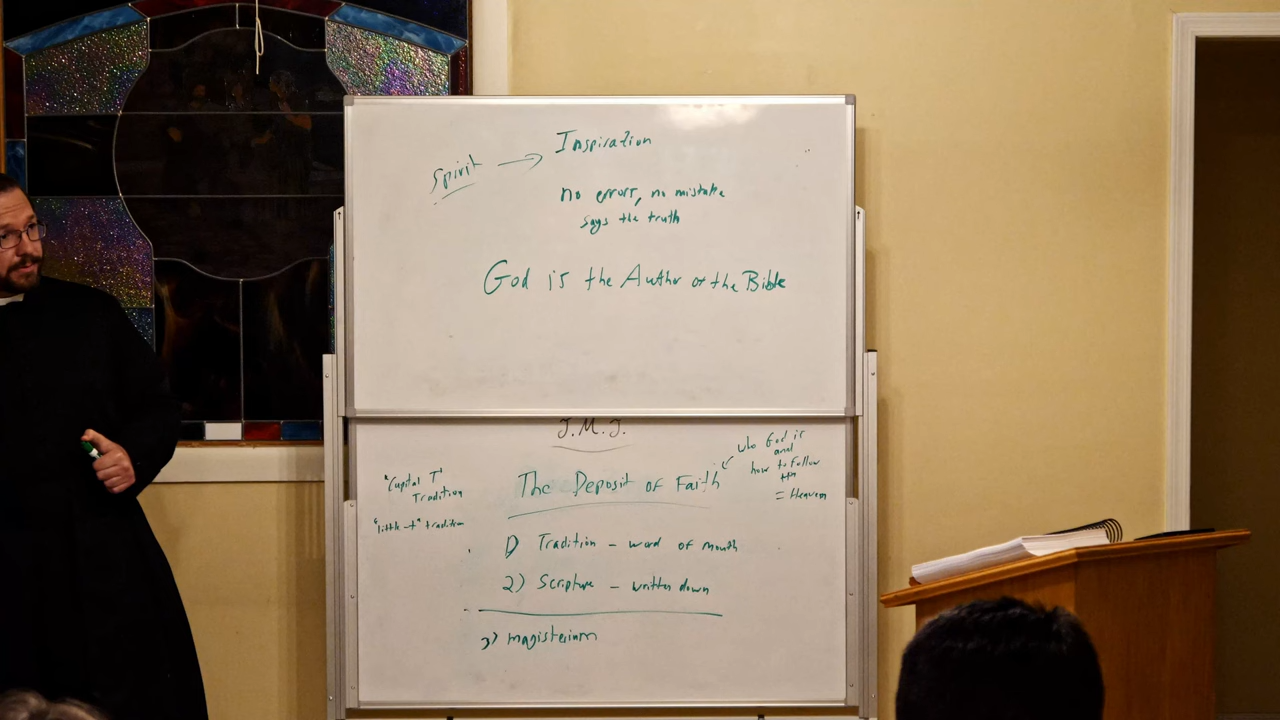 Inspiration
Spirit →
no error, no mistake
says the truth
God is the Author of the Bible
J.M.J.
"Capital T"
Tradition
"little-t" tradition
The Deposit of Faith
who God is
and
how to follow
= Heaven
1) Tradition - word of mouth
2) Scripture - written down
3) magisterium